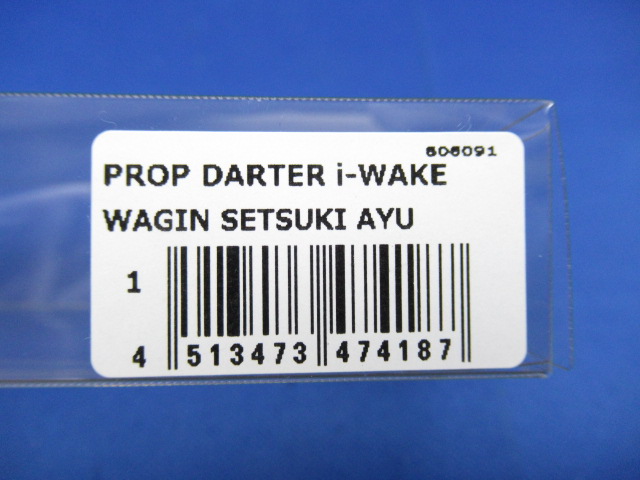 606091
PROP DARTER i-WAKE
WAGIN SETSUKI AYU
1
4 513473 474187